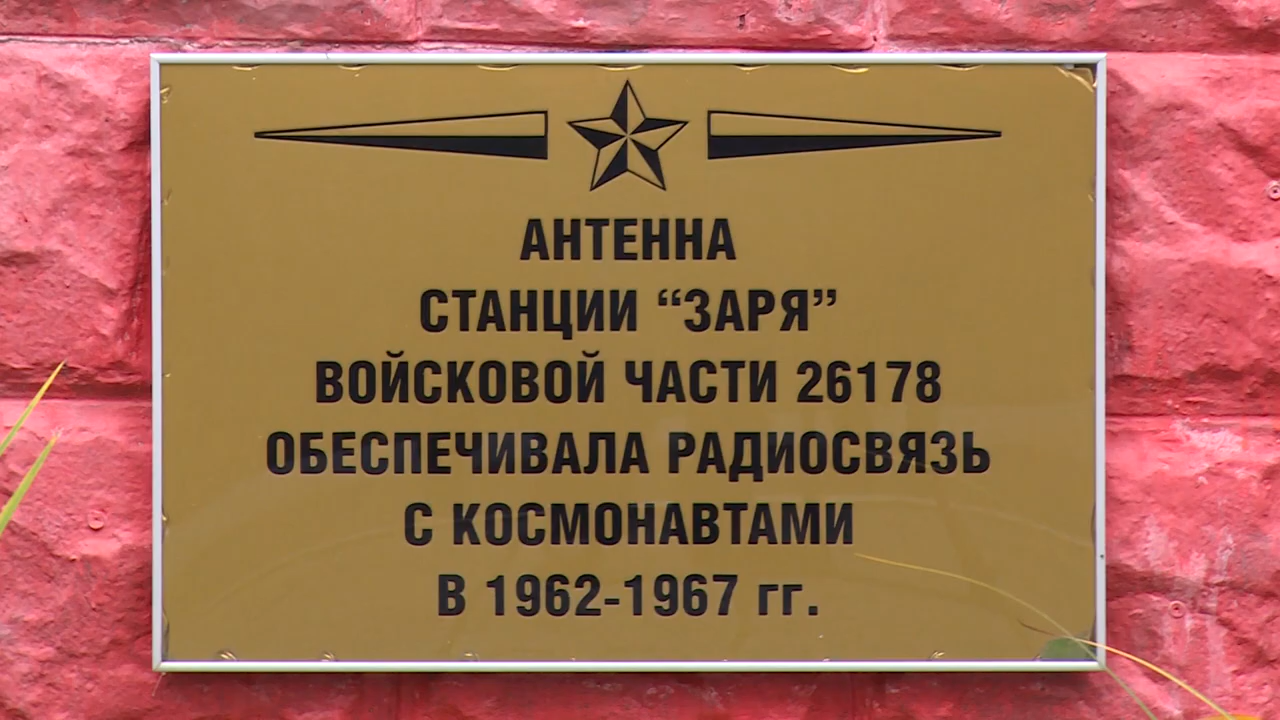 АНТЕННА
СТАНЦИИ “ЗАРЯ”
ВОЙСКОВОЙ ЧАСТИ 26178
ОБЕСПЕЧИВАЛА РАДИОСВЯЗЬ
С КОСМОНАВТАМИ
В 1962-1967 гг.